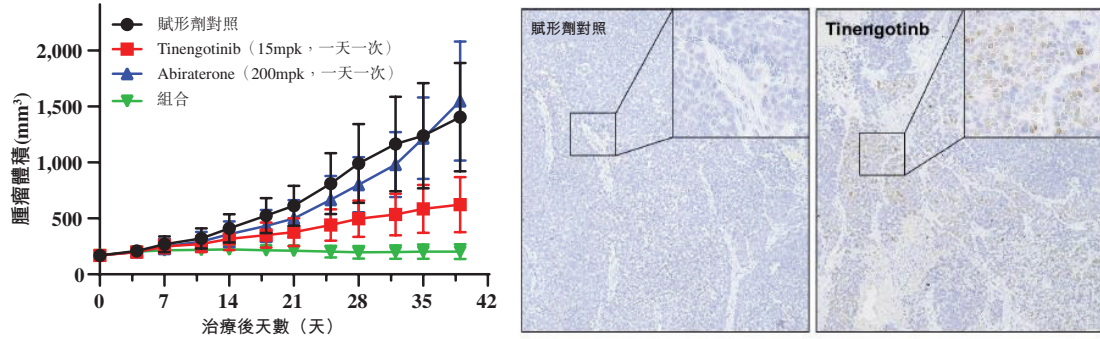 賦形劑對照
Tinengotinib（15mpk，一天一次）
Abiraterone（200mpk，一天一次）
組合
2,000
1,500
1,000
500
0
腫瘤體積(mm³)
0 7 14 21 28 35 42
治療後天數（天）
賦形劑對照
Tinengotinb